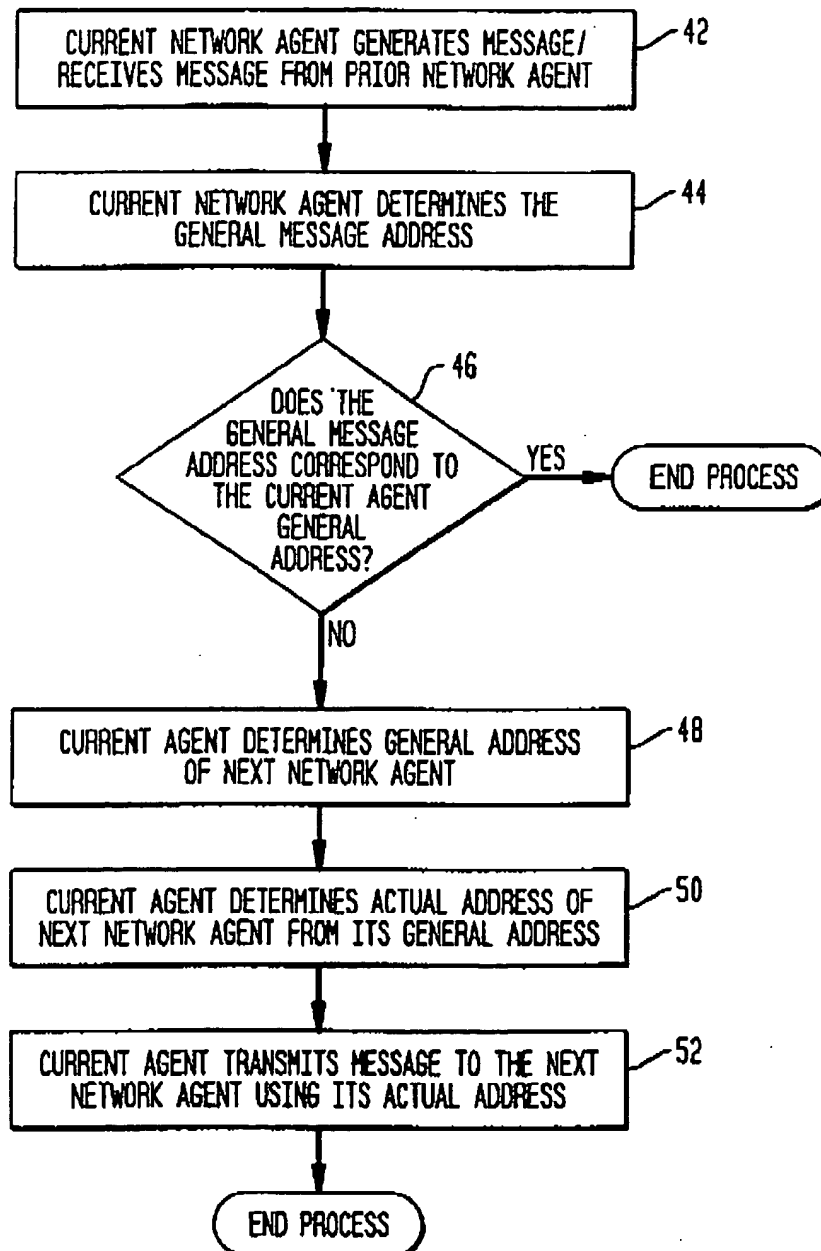 CURRENT NETWORK AGENT GENERATES MESSAGE/
RECEIVES MESSAGE FROM PRIOR NETWORK AGENT
42
CURRENT NETWORK AGENT DETERMINES THE
GENERAL MESSAGE ADDRESS
44
46
DOES THE
GENERAL MESSAGE
ADDRESS CORRESPOND TO
THE CURRENT AGENT
GENERAL
ADDRESS?
YES
END PROCESS
NO
CURRENT AGENT DETERMINES GENERAL ADDRESS
OF NEXT NETWORK AGENT
48
CURRENT AGENT DETERMINES ACTUAL ADDRESS OF
NEXT NETWORK AGENT FROM ITS GENERAL ADDRESS
50
CURRENT AGENT TRANSMITS MESSAGE TO THE NEXT
NETWORK AGENT USING ITS ACTUAL ADDRESS
52
END PROCESS